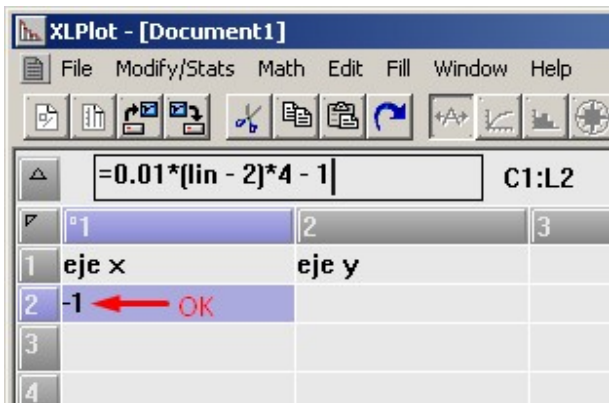 XLPlot - [Document1]
File Modify/Stats Math Edit Fill Window Help
=0.01*(lin - 2)*4 - 1 C1:L2
°1 2 3
1 eje x eje y
2 -1 OK
3
4